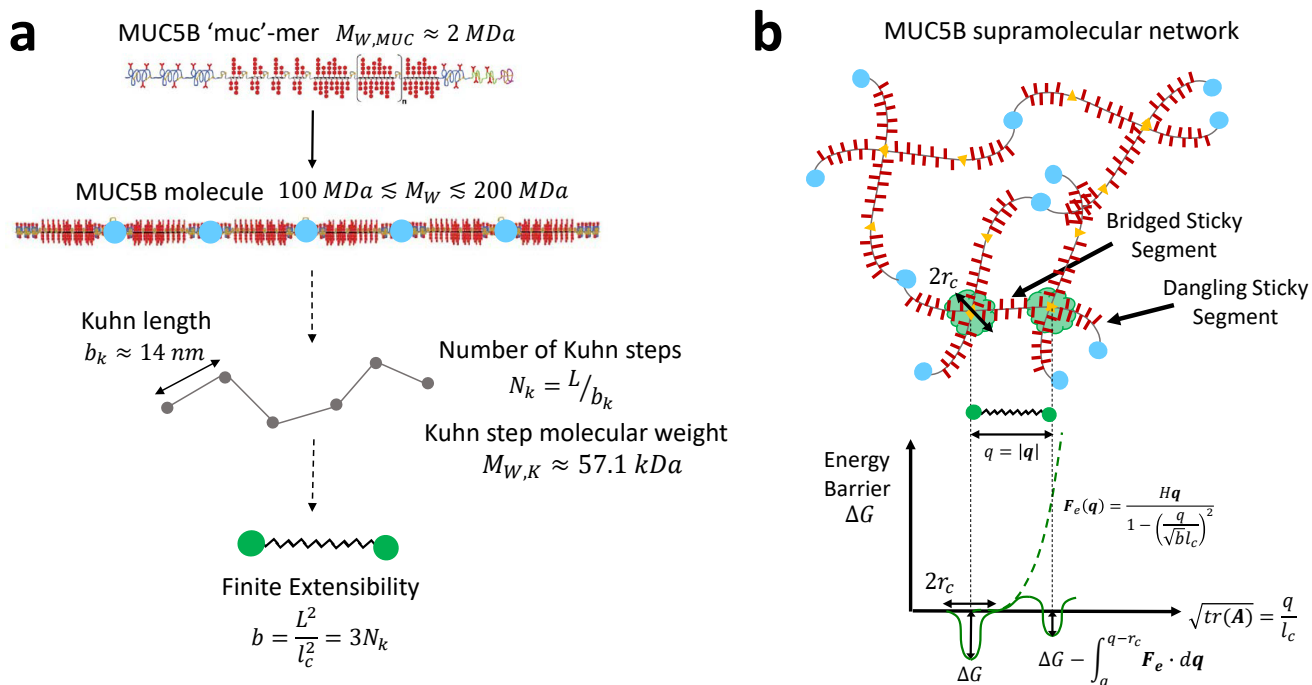 a
MUC5B 'muc'-mer M_{W,MUC} ≈ 2 MDa
n
MUC5B molecule 100 MDa ≲ M_W ≲ 200 MDa
Kuhn length
b_k ≈ 14 nm
Number of Kuhn steps
N_k = L/b_k
Kuhn step molecular weight
M_{W,K} ≈ 57.1 kDa
Finite Extensibility
b = L²/l_c² = 3N_k
b
MUC5B supramolecular network
Bridged Sticky
Segment
2r_c
Dangling Sticky
Segment
q = |q|
Energy
Barrier
ΔG
F_e(q) = Hq / (1 − (q/(√b l_c))²)
2r_c
√tr(A) = q/l_c
ΔG
ΔG − ∫_q^{q−r_c} F_e · dq